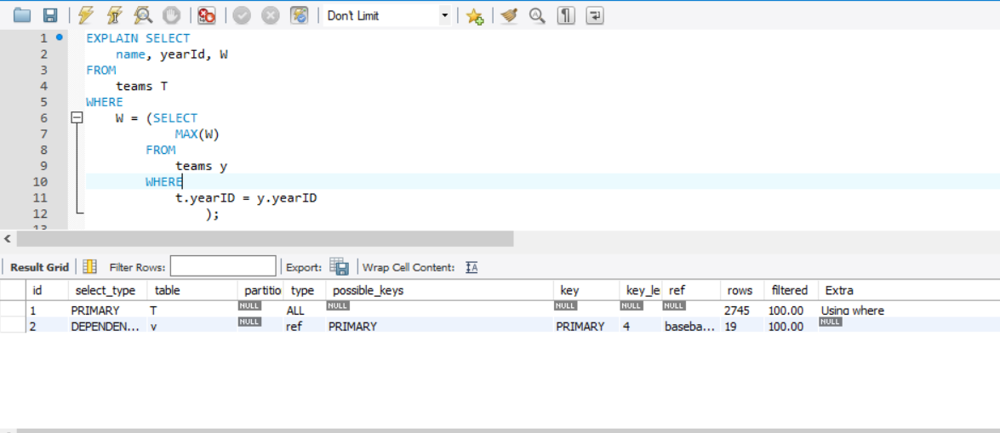 Don't Limit
1 EXPLAIN SELECT
2 name, yearId, W
3 FROM
4 teams T
5 WHERE
6 W = (SELECT
7 MAX(W)
8 FROM
9 teams y
10 WHERE
11 t.yearID = y.yearID
12 );
13
Result Grid Filter Rows: Export: Wrap Cell Content:
id select_type table partitio type possible_keys key key_le ref rows filtered Extra
1 PRIMARY T NULL ALL NULL NULL NULL NULL 2745 100.00 Using where
2 DEPENDEN... y NULL ref PRIMARY PRIMARY 4 baseba... 19 100.00 NULL